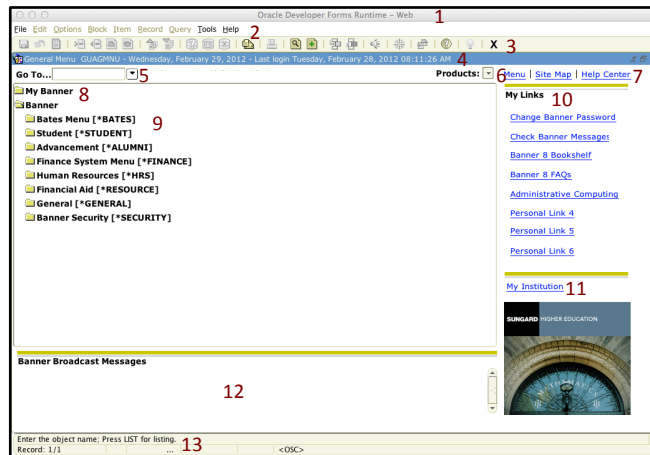 Oracle Developer Forms Runtime - Web 1
File Edit Options Block Item Record Query Tools Help 2
X 3
General Menu GUAGMNU - Wednesday, February 29, 2012 - Last login Tuesday, February 28, 2012 08:11:26 AM 4
Go To... 5 Products: 6 Menu | Site Map | Help Center 7
My Banner 8
Banner
Bates Menu [*BATES] 9
Student [*STUDENT]
Advancement [*ALUMNI]
Finance System Menu [*FINANCE]
Human Resources [*HRS]
Financial Aid [*RESOURCE]
General [*GENERAL]
Banner Security [*SECURITY]
My Links 10
Change Banner Password
Check Banner Messages
Banner 8 Bookshelf
Banner 8 FAQs
Administrative Computing
Personal Link 4
Personal Link 5
Personal Link 6
My Institution 11
SUNGARD HIGHER EDUCATION
Banner Broadcast Messages
12
Enter the object name; Press LIST for listing.
Record: 1/1 ... 13 <OSC>